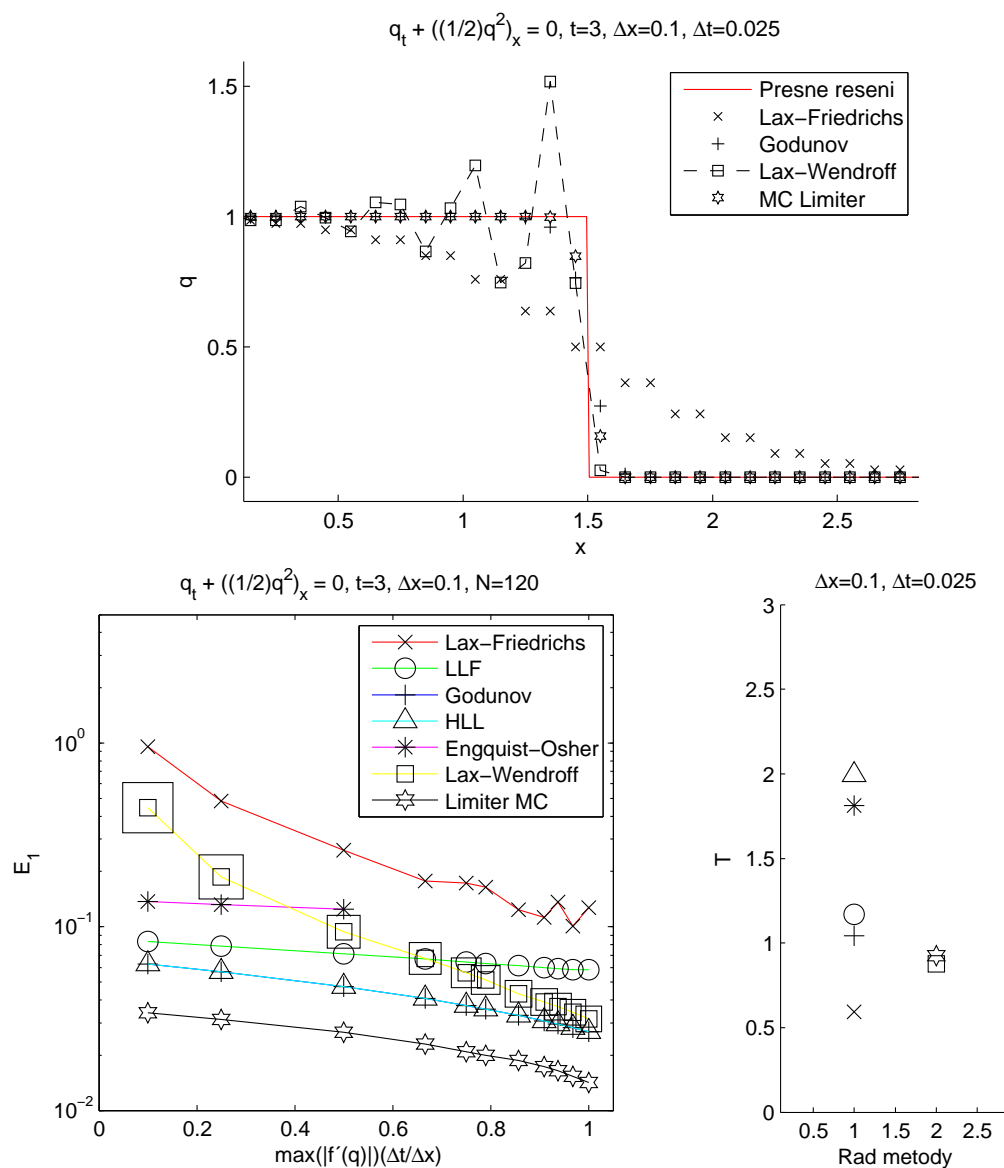 q_t + ((1/2)q^2)_x = 0, t=3, Δx=0.1, Δt=0.025
1.5
1
0.5
0
q
0.5
1
1.5
2
2.5
x
Presne reseni
Lax−Friedrichs
Godunov
Lax−Wendroff
MC Limiter
q_t + ((1/2)q^2)_x = 0, t=3, Δx=0.1, N=120
10^0
10^−1
10^−2
E_1
0
0.2
0.4
0.6
0.8
1
max(|f´(q)|)(Δt/Δx)
Lax−Friedrichs
LLF
Godunov
HLL
Engquist−Osher
Lax−Wendroff
Limiter MC
Δx=0.1, Δt=0.025
3
2.5
2
1.5
1
0.5
0
T
0.5
1
1.5
2
2.5
Rad metody